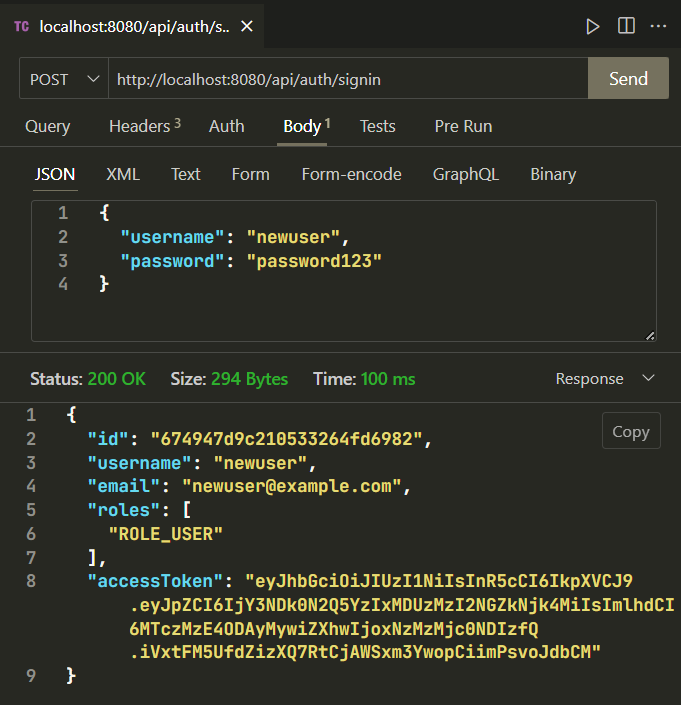 TC localhost:8080/api/auth/s..
POST http://localhost:8080/api/auth/signin Send
Query Headers 3 Auth Body 1 Tests Pre Run
JSON XML Text Form Form-encode GraphQL Binary
1 {
2 "username": "newuser",
3 "password": "password123"
4 }
Status: 200 OK Size: 294 Bytes Time: 100 ms Response
Copy
1 {
2 "id": "674947d9c210533264fd6982",
3 "username": "newuser",
4 "email": "newuser@example.com",
5 "roles": [
6 "ROLE_USER"
7 ],
8 "accessToken": "eyJhbGciOiJIUzI1NiIsInR5cCI6IkpXVCJ9
.eyJpZCI6IjY3NDk0N2Q5YzIxMDUzMzI2NGZkNjk4MiIsImlhdCI
6MTczMzE4ODAyMywiZXhwIjoxNzMzMjc0NDIzfQ
.iVxtFM5UfdZizXQ7RtCjAWSxm3YwopCiimPsvoJdbCM"
9 }